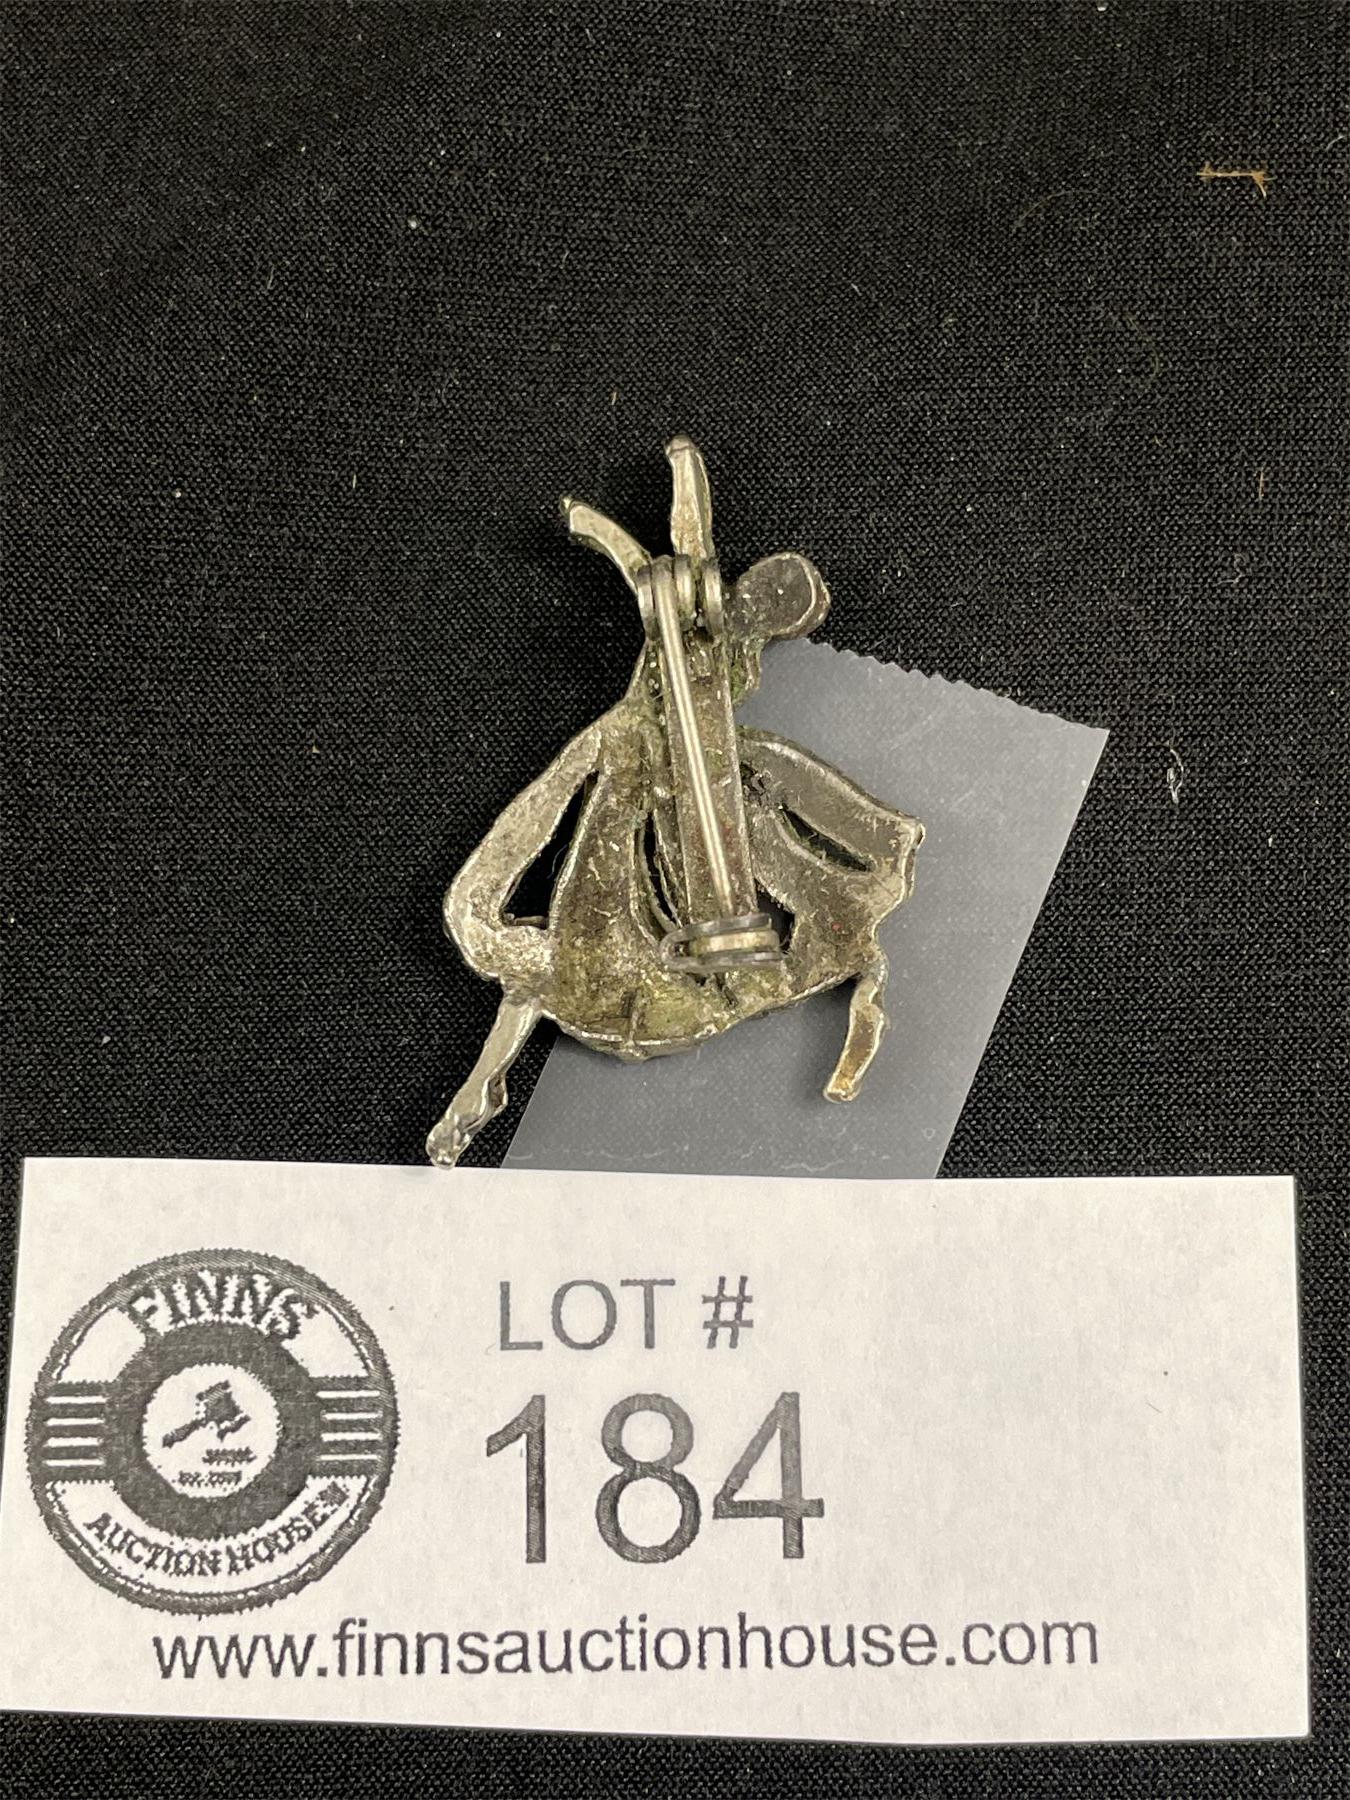 FINNS
AUCTION HOUSE
LOT #
184
www.finnsauctionhouse.com